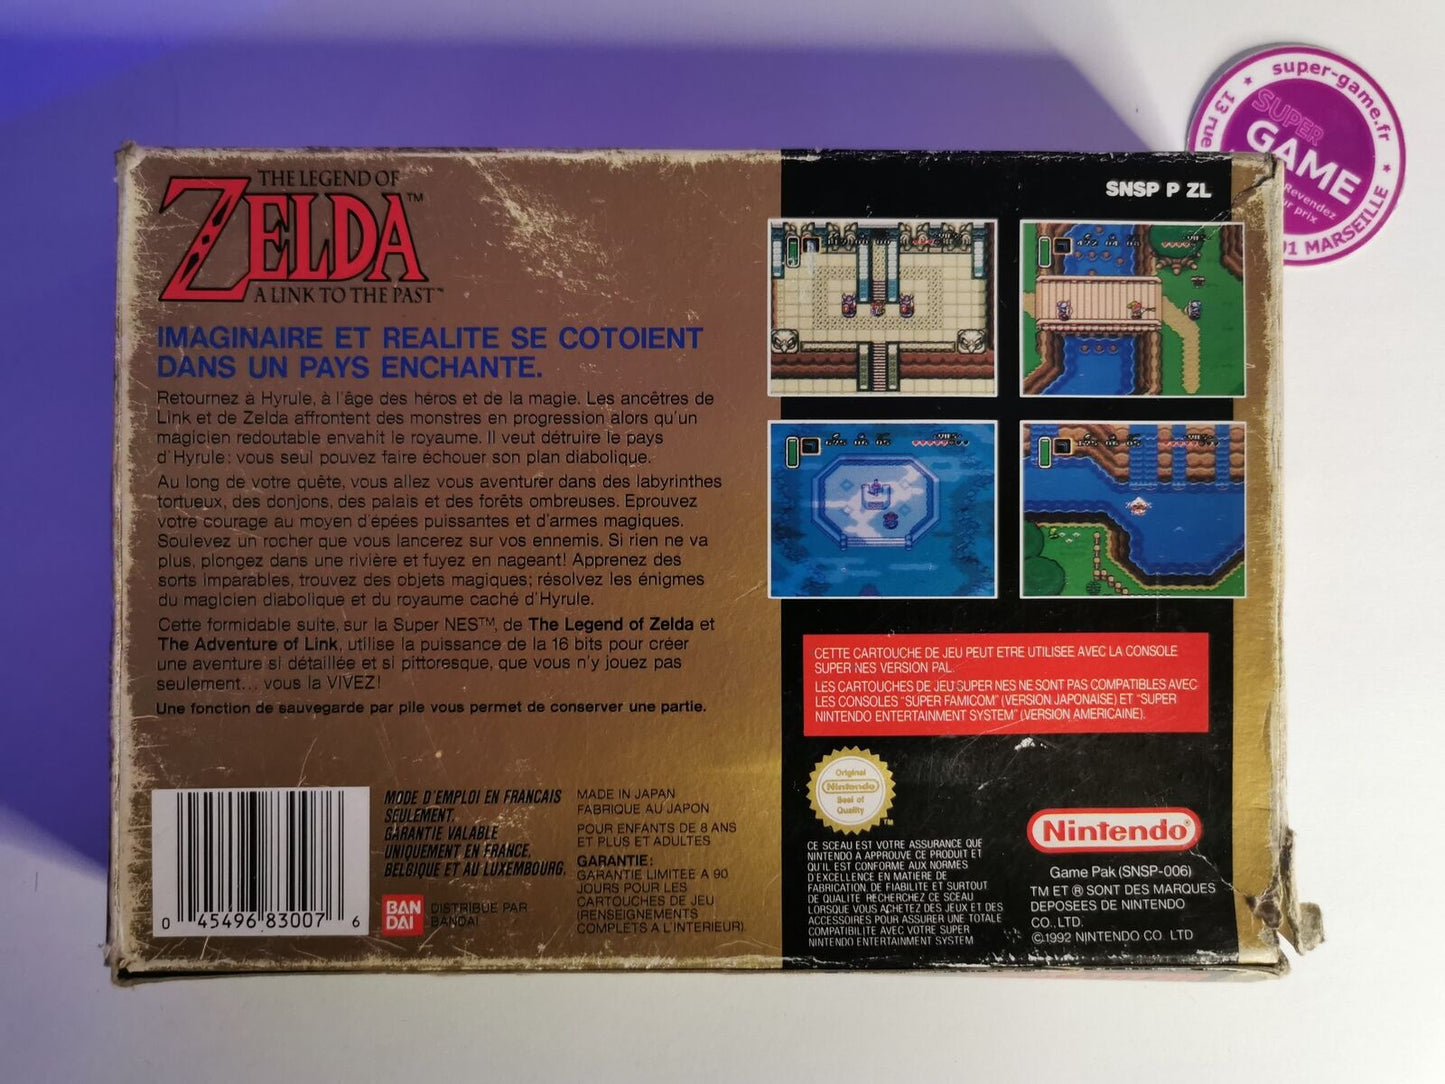 THE LEGEND OF
ZELDA™
A LINK TO THE PAST™
IMAGINAIRE ET REALITE SE COTOIENT
DANS UN PAYS ENCHANTE.
Retournez à Hyrule, à l'âge des héros et de la magie. Les ancêtres de
Link et de Zelda affrontent des monstres en progression alors qu'un
magicien redoutable envahit le royaume. Il veut détruire le pays
d'Hyrule: vous seul pouvez faire échouer son plan diabolique.
Au long de votre quête, vous allez vous aventurer dans des labyrinthes
tortueux, des donjons, des palais et des forêts ombreuses. Eprouvez
votre courage au moyen d'épées puissantes et d'armes magiques.
Soulevez un rocher que vous lancerez sur vos ennemis. Si rien ne va
plus, plongez dans une rivière et fuyez en nageant! Apprenez des
sorts imparables, trouvez des objets magiques; résolvez les énigmes
du magicien diabolique et du royaume caché d'Hyrule.
Cette formidable suite, sur la Super NES™, de The Legend of Zelda et
The Adventure of Link, utilise la puissance de la 16 bits pour créer
une aventure si détaillée et si pittoresque, que vous n'y jouez pas
seulement... vous la VIVEZ!
Une fonction de sauvegarde par pile vous permet de conserver une partie.
0 45496 83007 6
MODE D'EMPLOI EN FRANCAIS
SEULEMENT.
GARANTIE VALABLE
UNIQUEMENT EN FRANCE,
BELGIQUE ET AU LUXEMBOURG.
BAN
DAI
DISTRIBUE PAR
BANDAI
MADE IN JAPAN
FABRIQUE AU JAPON
POUR ENFANTS DE 8 ANS
ET PLUS ET ADULTES
GARANTIE:
GARANTIE LIMITEE A 90
JOURS POUR LES
CARTOUCHES DE JEU
(RENSEIGNEMENTS
COMPLETS A L'INTERIEUR).
SNSP P ZL
CETTE CARTOUCHE DE JEU PEUT ETRE UTILISEE AVEC LA CONSOLE
SUPER NES VERSION PAL.
LES CARTOUCHES DE JEU SUPER NES NE SONT PAS COMPATIBLES AVEC
LES CONSOLES "SUPER FAMICOM" (VERSION JAPONAISE) ET "SUPER
NINTENDO ENTERTAINMENT SYSTEM" (VERSION AMERICAINE).
Original
Nintendo
Seal of
Quality
TM
CE SCEAU EST VOTRE ASSURANCE QUE
NINTENDO A APPROUVE CE PRODUIT ET
QU'IL EST CONFORME AUX NORMES
D'EXCELLENCE EN MATIERE DE
FABRICATION, DE FIABILITE ET SURTOUT
DE QUALITE. RECHERCHEZ CE SCEAU
LORSQUE VOUS ACHETEZ DES JEUX ET DES
ACCESSOIRES POUR ASSURER UNE TOTALE
COMPATIBILITE AVEC VOTRE SUPER
NINTENDO ENTERTAINMENT SYSTEM
Nintendo®
Game Pak (SNSP-006)
TM ET ® SONT DES MARQUES
DEPOSEES DE NINTENDO
CO., LTD.
©1992 NINTENDO CO. LTD
super-game.fr
13 rue
MARSEILLE
SUPER
GAME
Revendez
prix